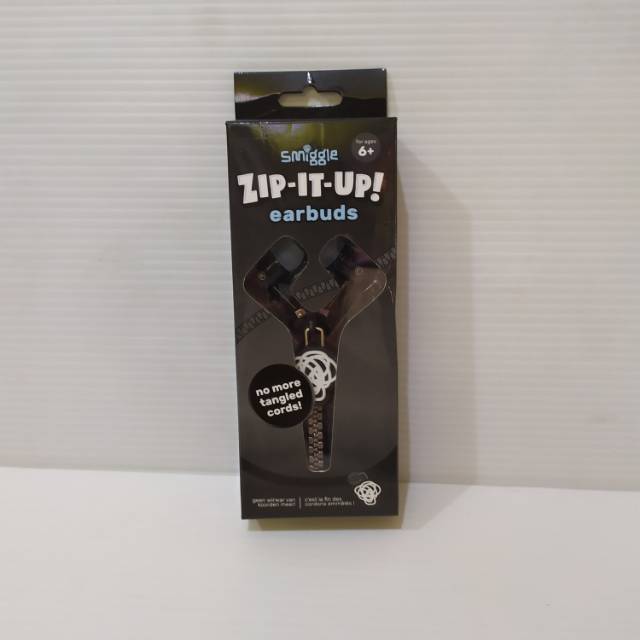 smiggle
for ages
6+
ZIP-IT-UP!
earbuds
no more
tangled
cords!
geen wirwar van
koorden meer!
c'est la fin des
cordons emmêlés !